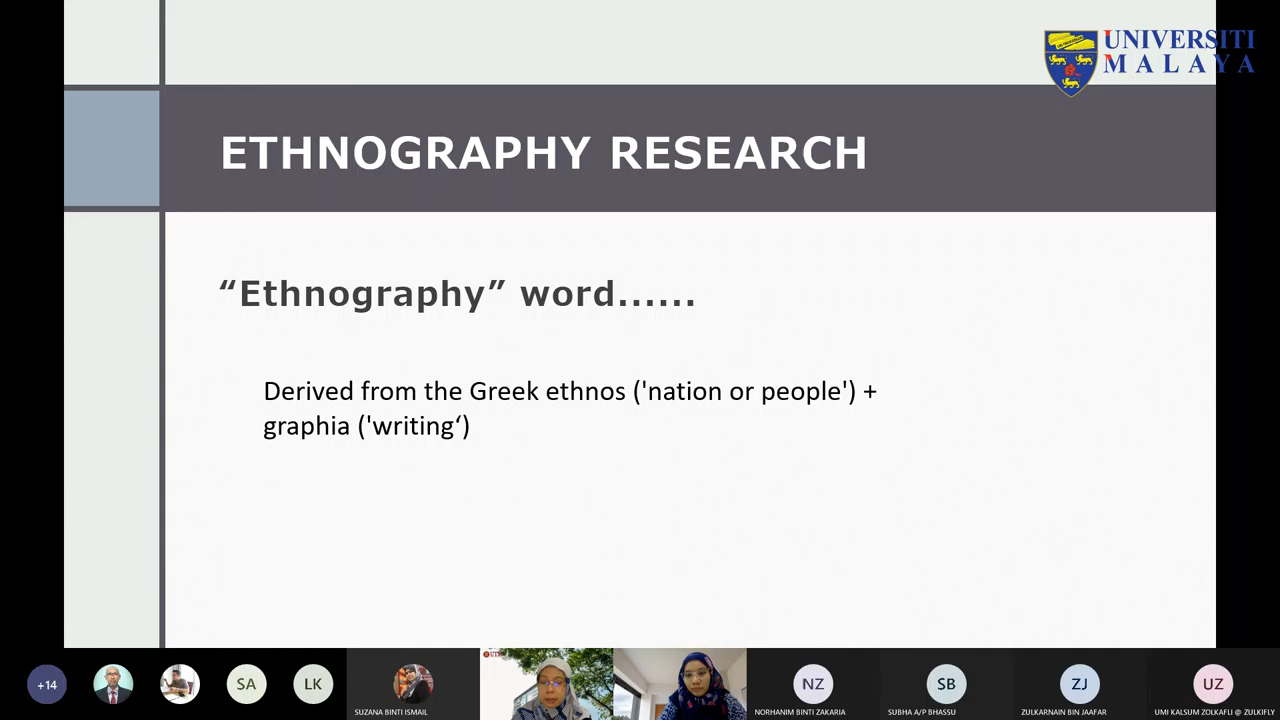 UNIVERSITI
MALAYA
ETHNOGRAPHY RESEARCH
“Ethnography” word......
Derived from the Greek ethnos ('nation or people') +
graphia ('writing‘)
+14
SA
LK
SUZANA BINTI ISMAIL
NZ
NORHANIM BINTI ZAKARIA
SB
SUBHA A/P BHASSU
ZJ
ZULKARNAIN BIN JAAFAR
UZ
UMI KALSUM ZOLKAFLI @ ZULKIFLY